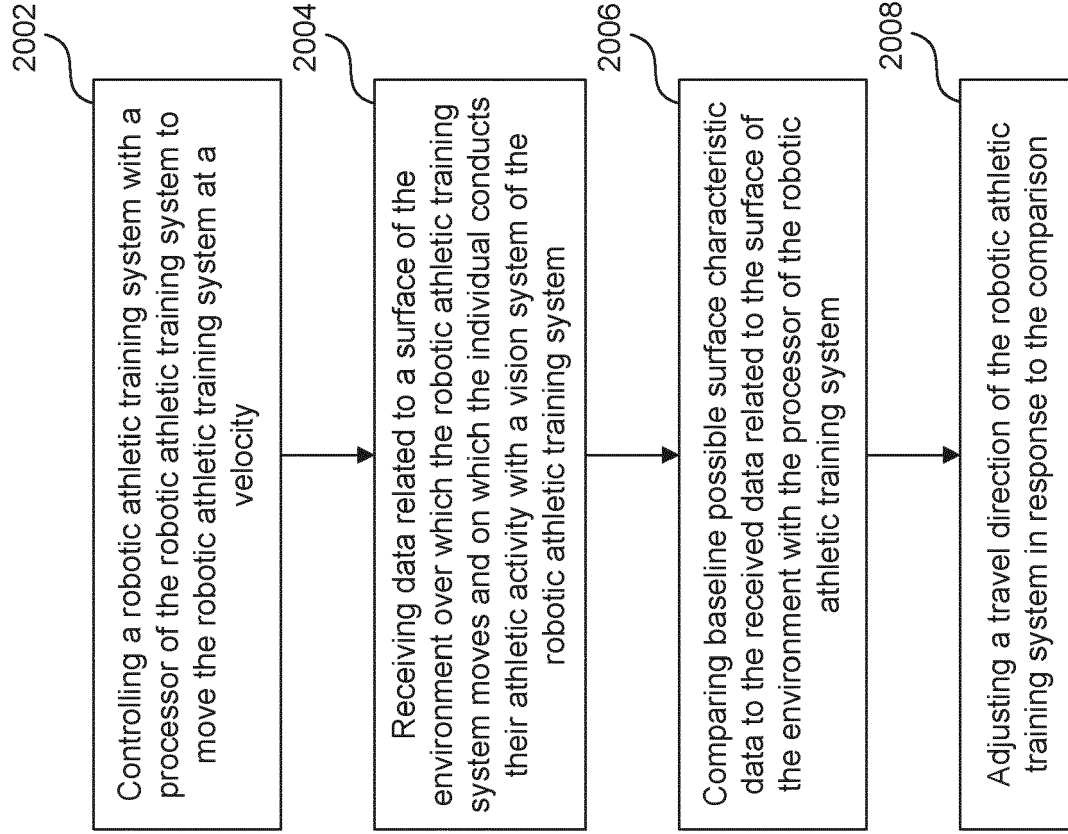 2002
Controlling a robotic athletic training system with a
processor of the robotic athletic training system to
move the robotic athletic training system at a
velocity
2004
Receiving data related to a surface of the
environment over which the robotic athletic training
system moves and on which the individual conducts
their athletic activity with a vision system of the
robotic athletic training system
2006
Comparing baseline possible surface characteristic
data to the received data related to the surface of
the environment with the processor of the robotic
athletic training system
2008
Adjusting a travel direction of the robotic athletic
training system in response to the comparison